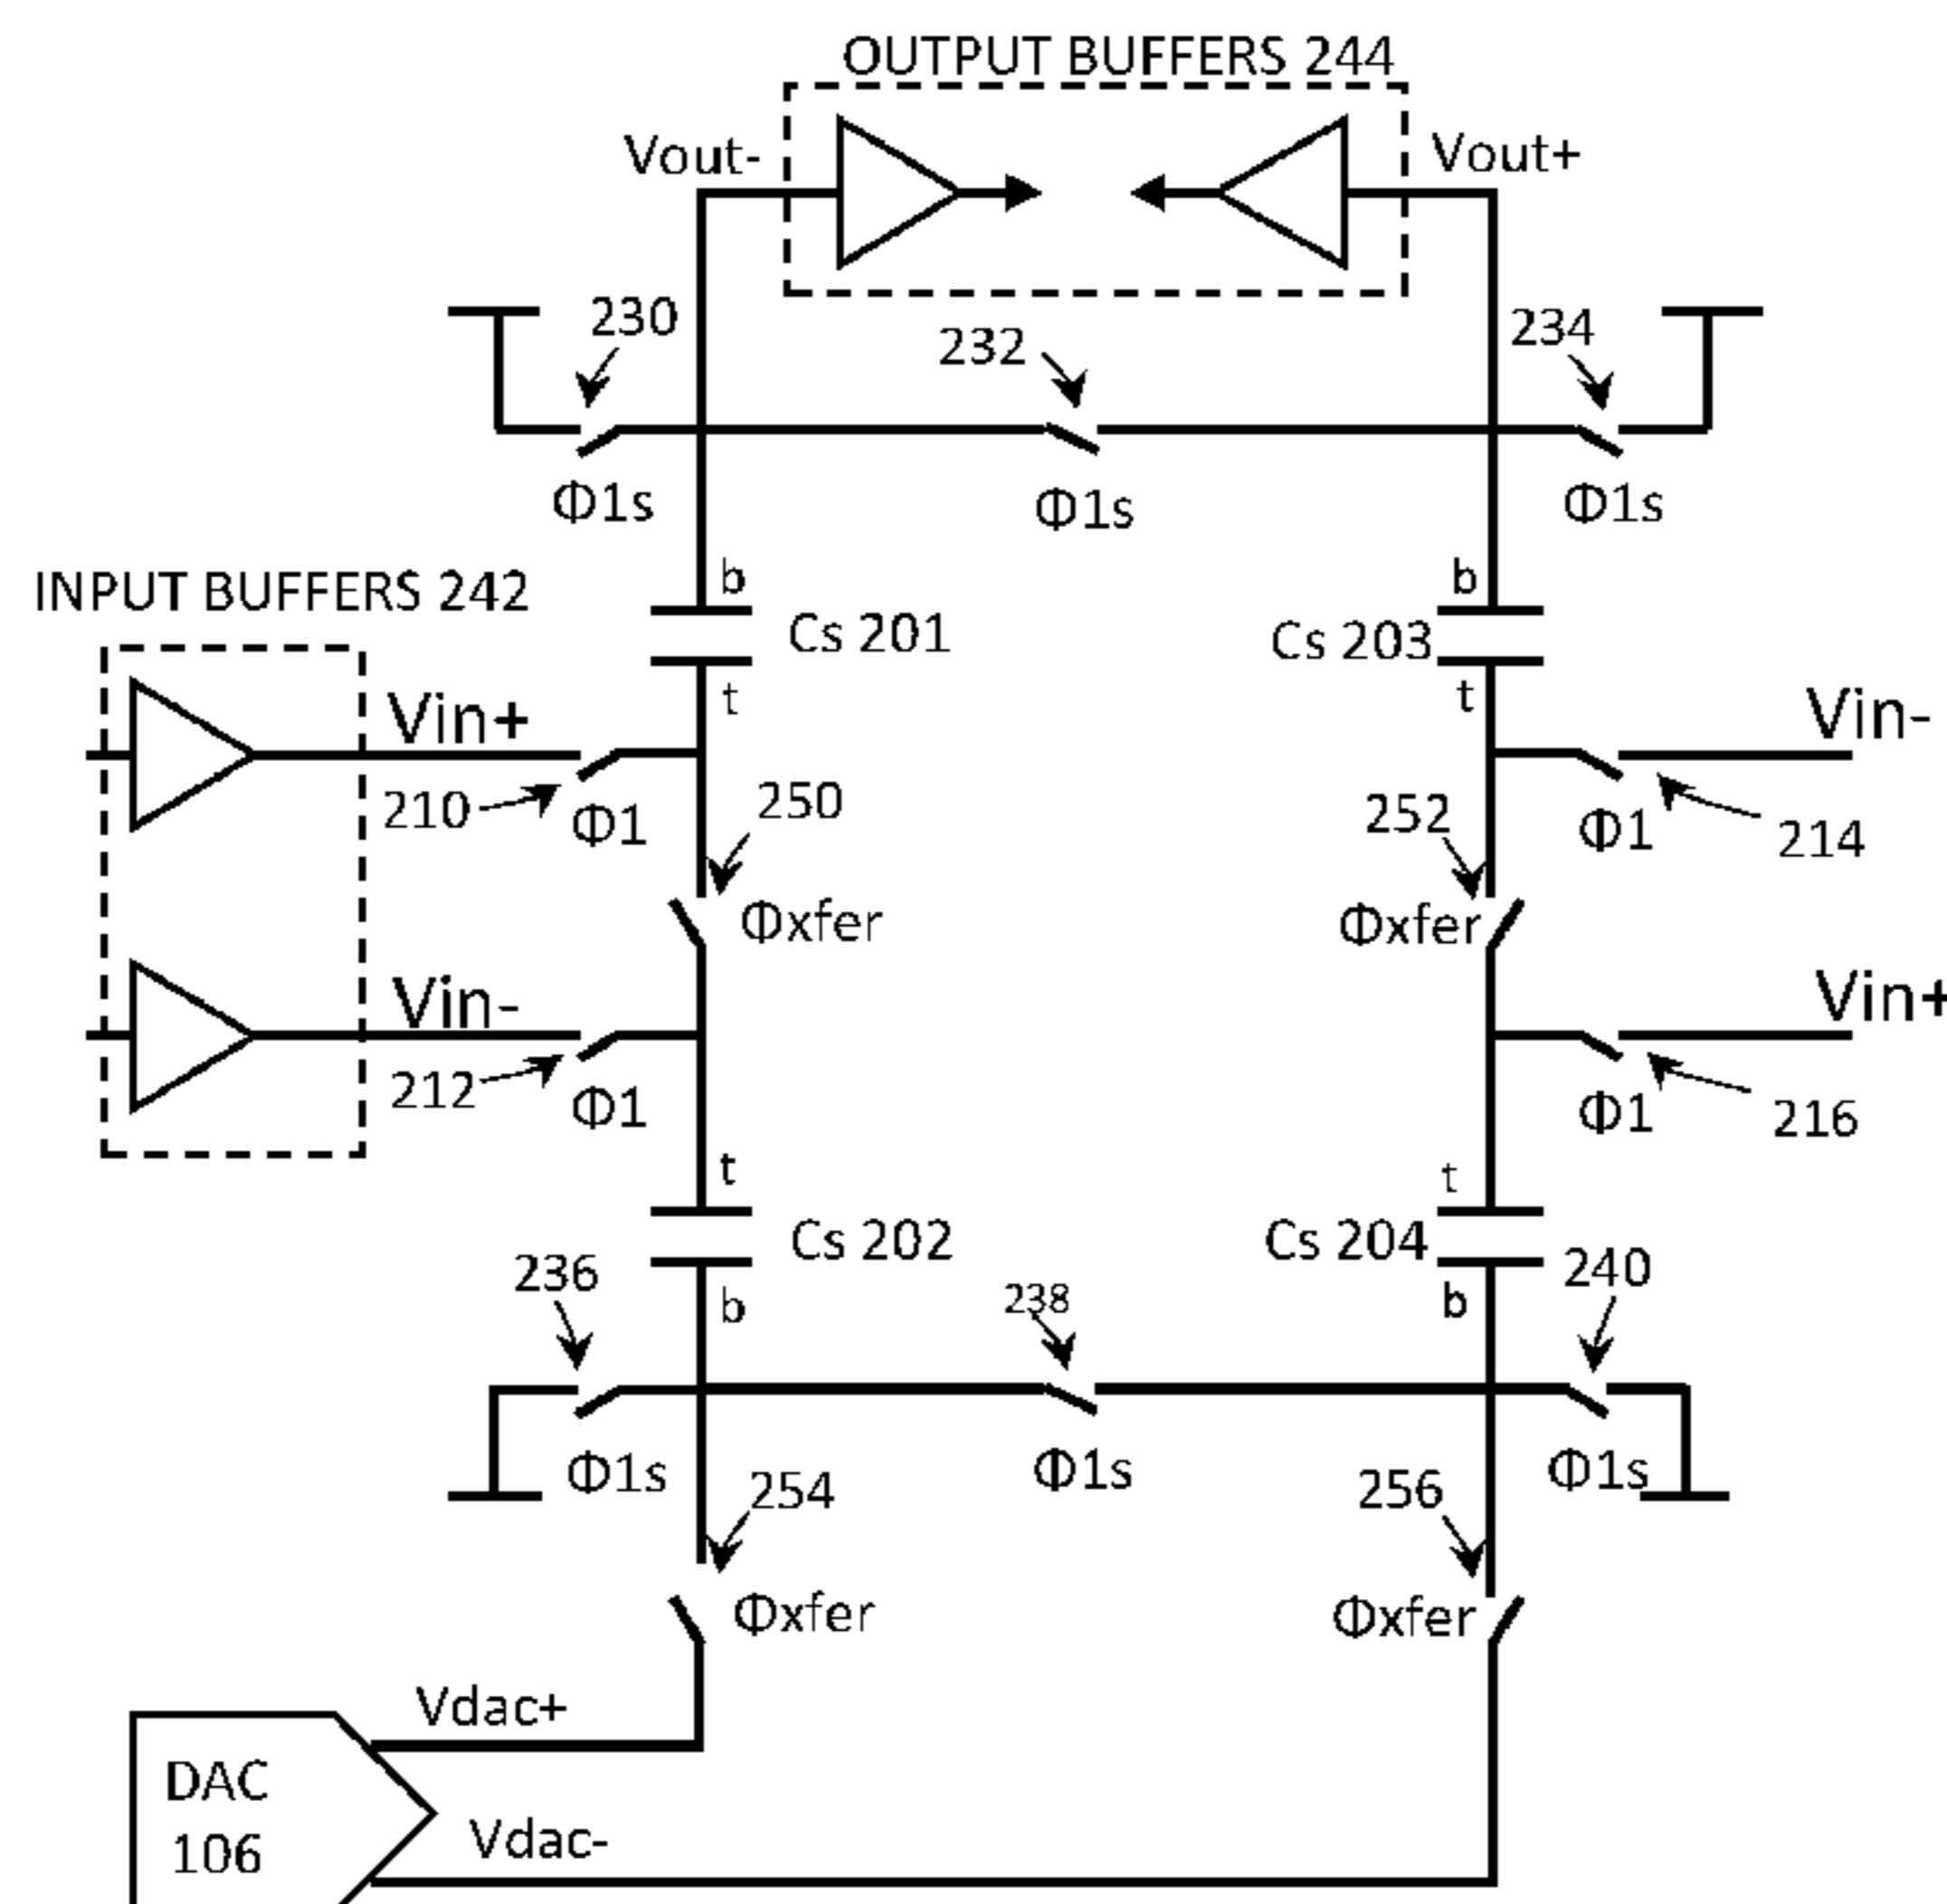 OUTPUT BUFFERS 244
Vout-
Vout+
230
232
234
Φ1s
Φ1s
Φ1s
INPUT BUFFERS 242
b
b
Cs 201
Cs 203
t
t
Vin+
Vin-
210
Φ1
250
252
Φ1
214
Φxfer
Φxfer
Vin-
Vin+
212
Φ1
Φ1
216
t
t
Cs 202
Cs 204
236
238
240
b
b
Φ1s
Φ1s
Φ1s
254
256
Φxfer
Φxfer
Vdac+
DAC
106
Vdac-